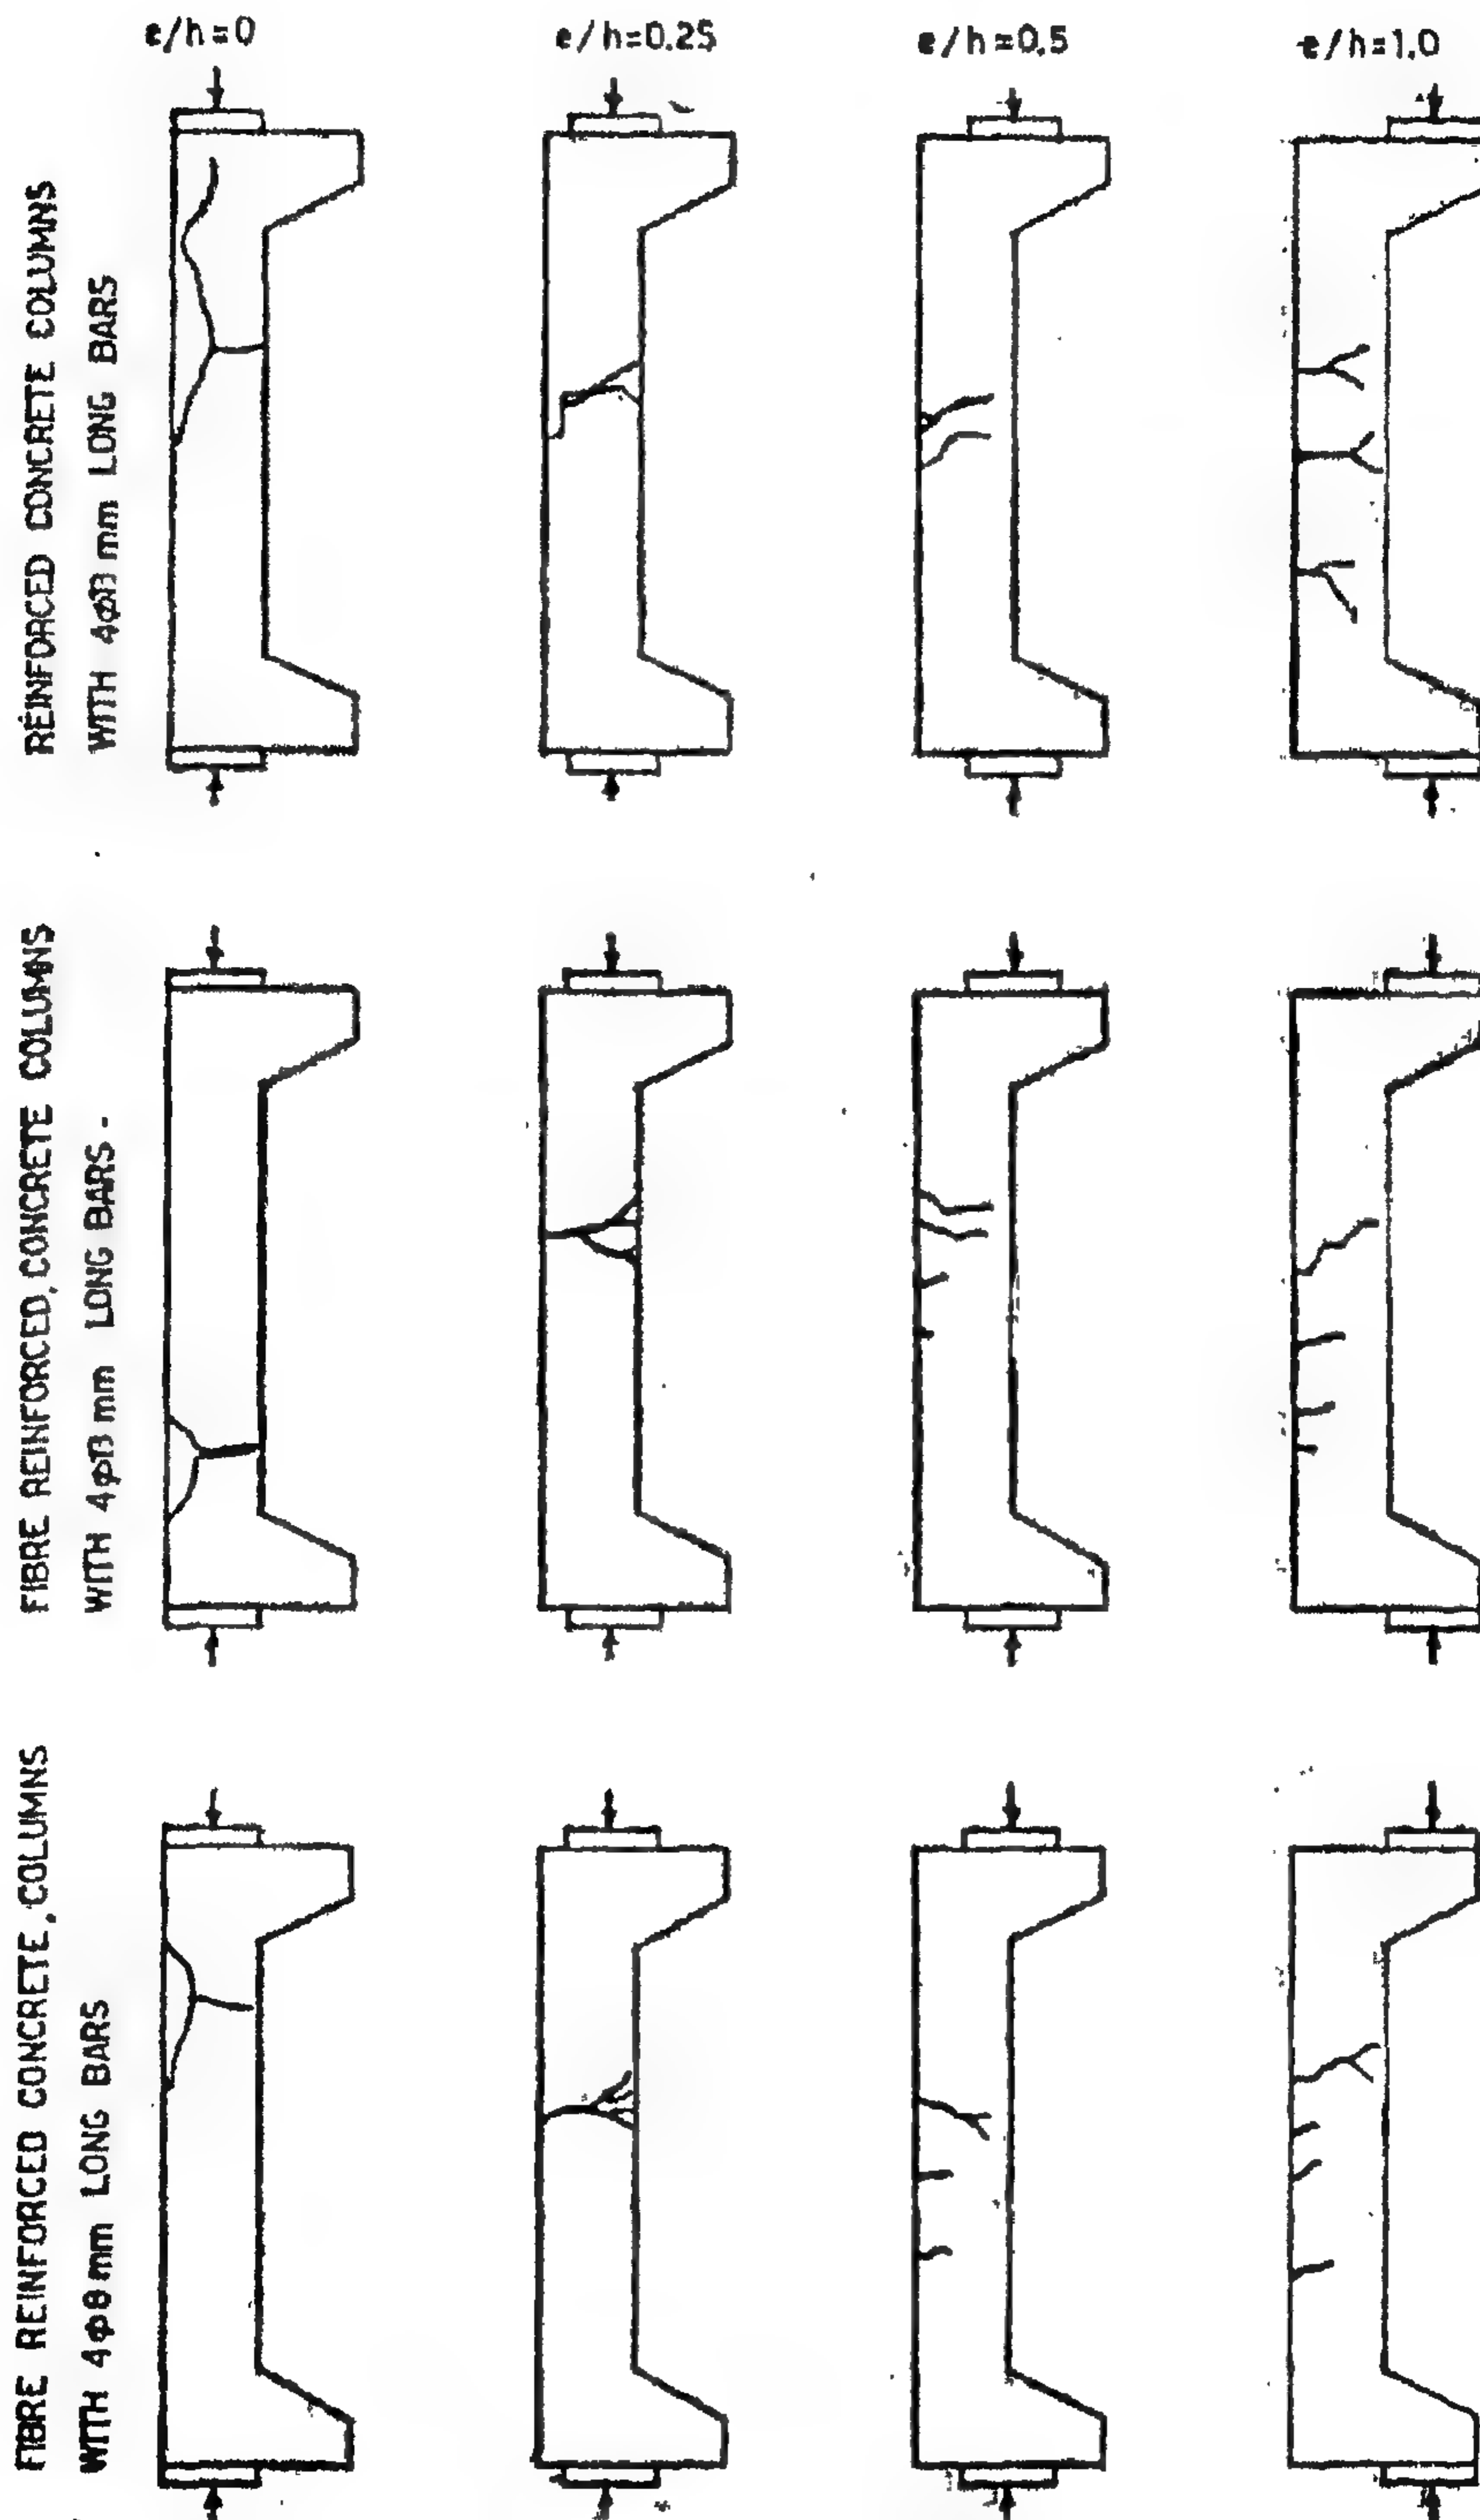 e/h=0
e/h=0.25
e/h=0.5
e/h=1.0
REINFORCED CONCRETE COLUMNS
WITH 4φ13 mm LONG BARS
FIBRE REINFORCED CONCRETE COLUMNS
WITH 4φ13 mm LONG BARS
FIBRE REINFORCED CONCRETE COLUMNS
WITH 4φ8 mm LONG BARS